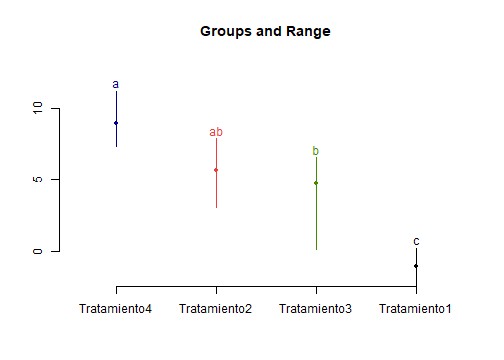 Groups and Range
a
ab
b
c
10
5
0
Tratamiento4 Tratamiento2 Tratamiento3 Tratamiento1